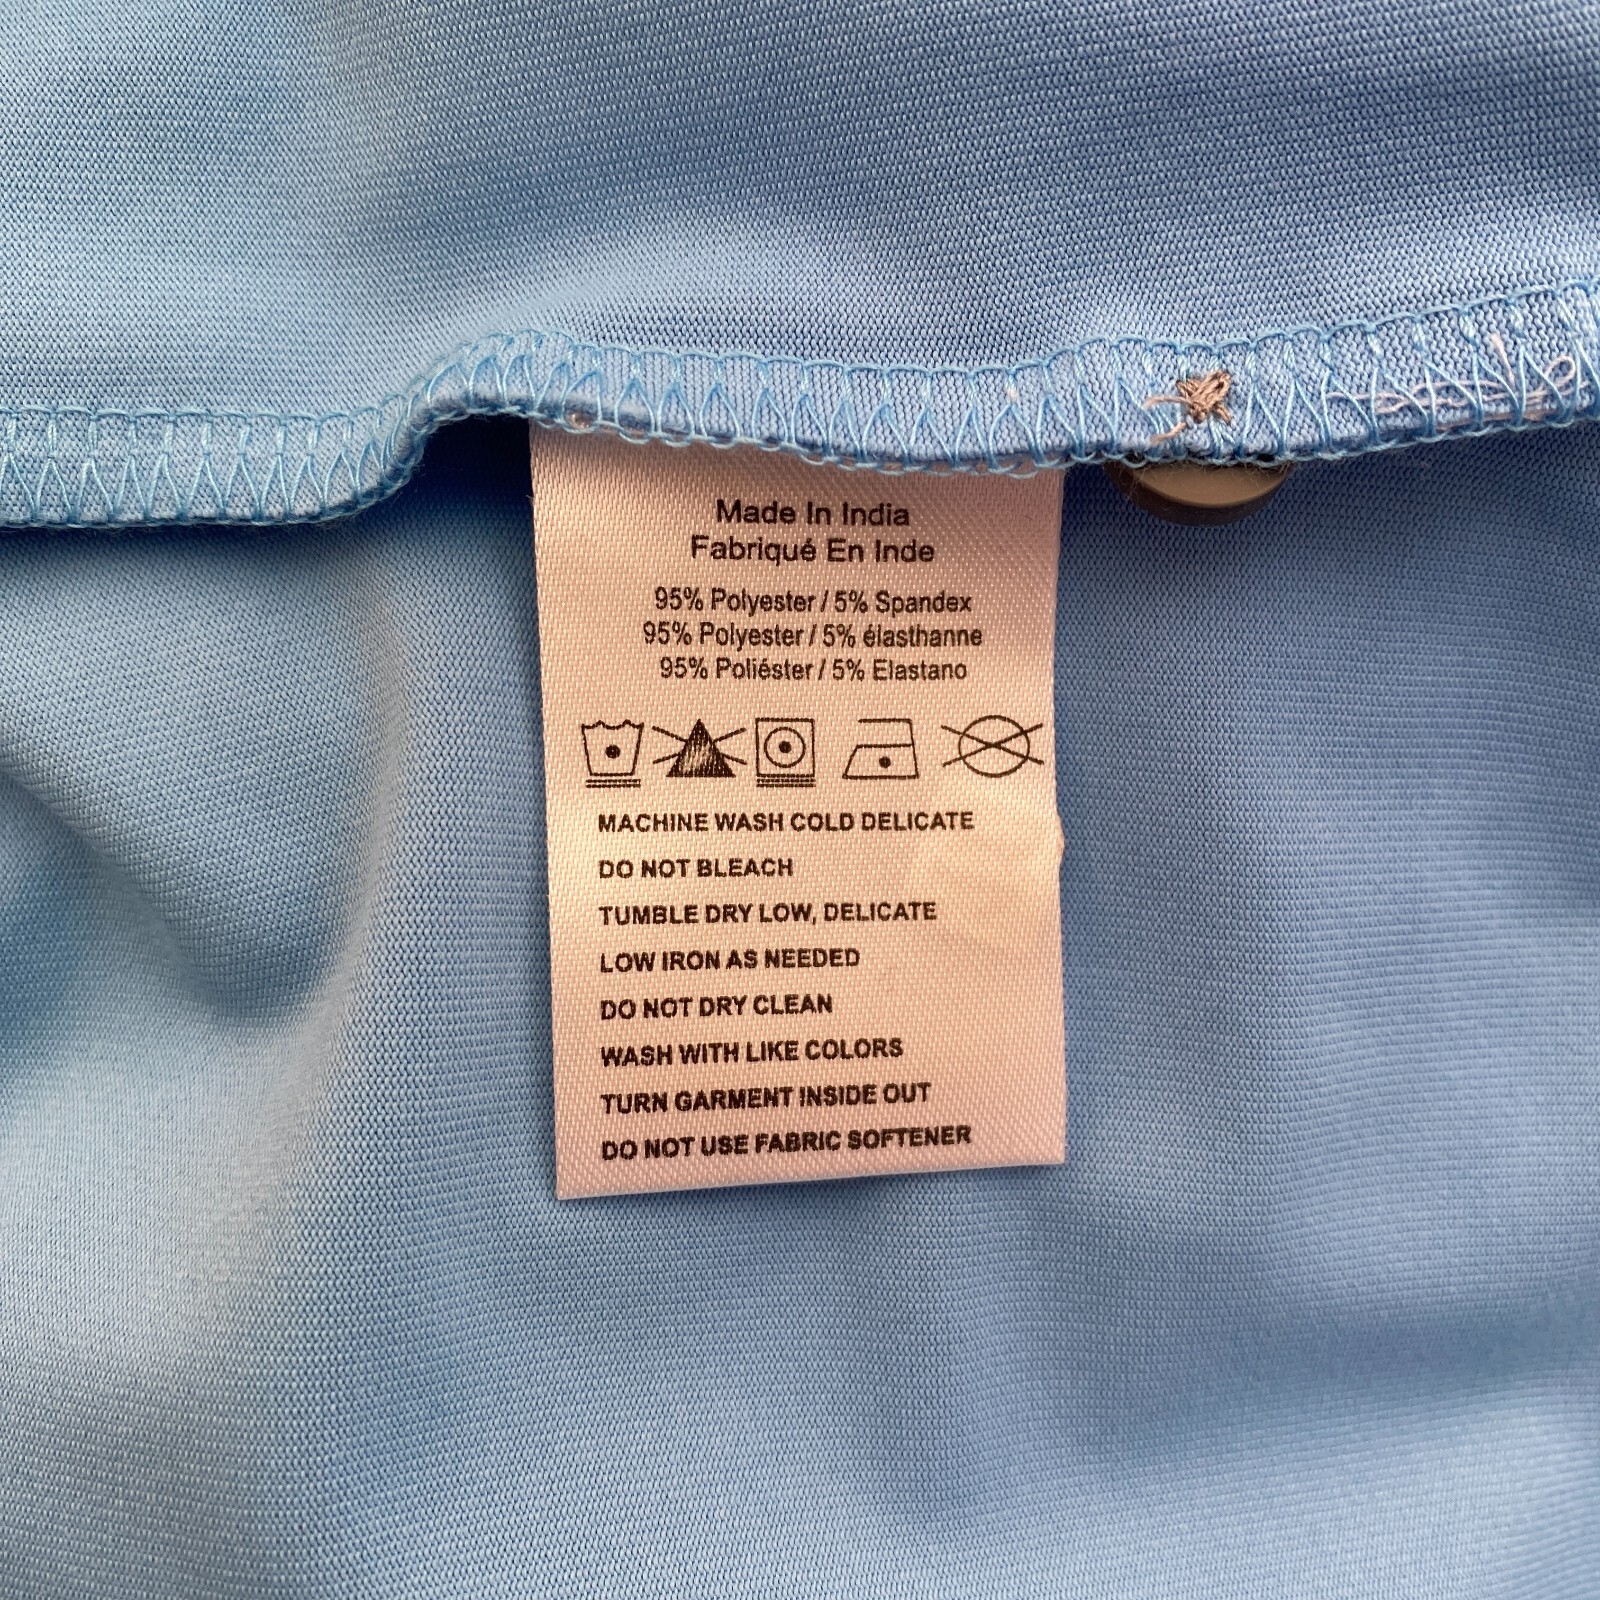 Made In India
Fabriqué En Inde
95% Polyester / 5% Spandex
95% Polyester / 5% élasthanne
95% Poliéster / 5% Elastano
MACHINE WASH COLD DELICATE
DO NOT BLEACH
TUMBLE DRY LOW, DELICATE
LOW IRON AS NEEDED
DO NOT DRY CLEAN
WASH WITH LIKE COLORS
TURN GARMENT INSIDE OUT
DO NOT USE FABRIC SOFTENER